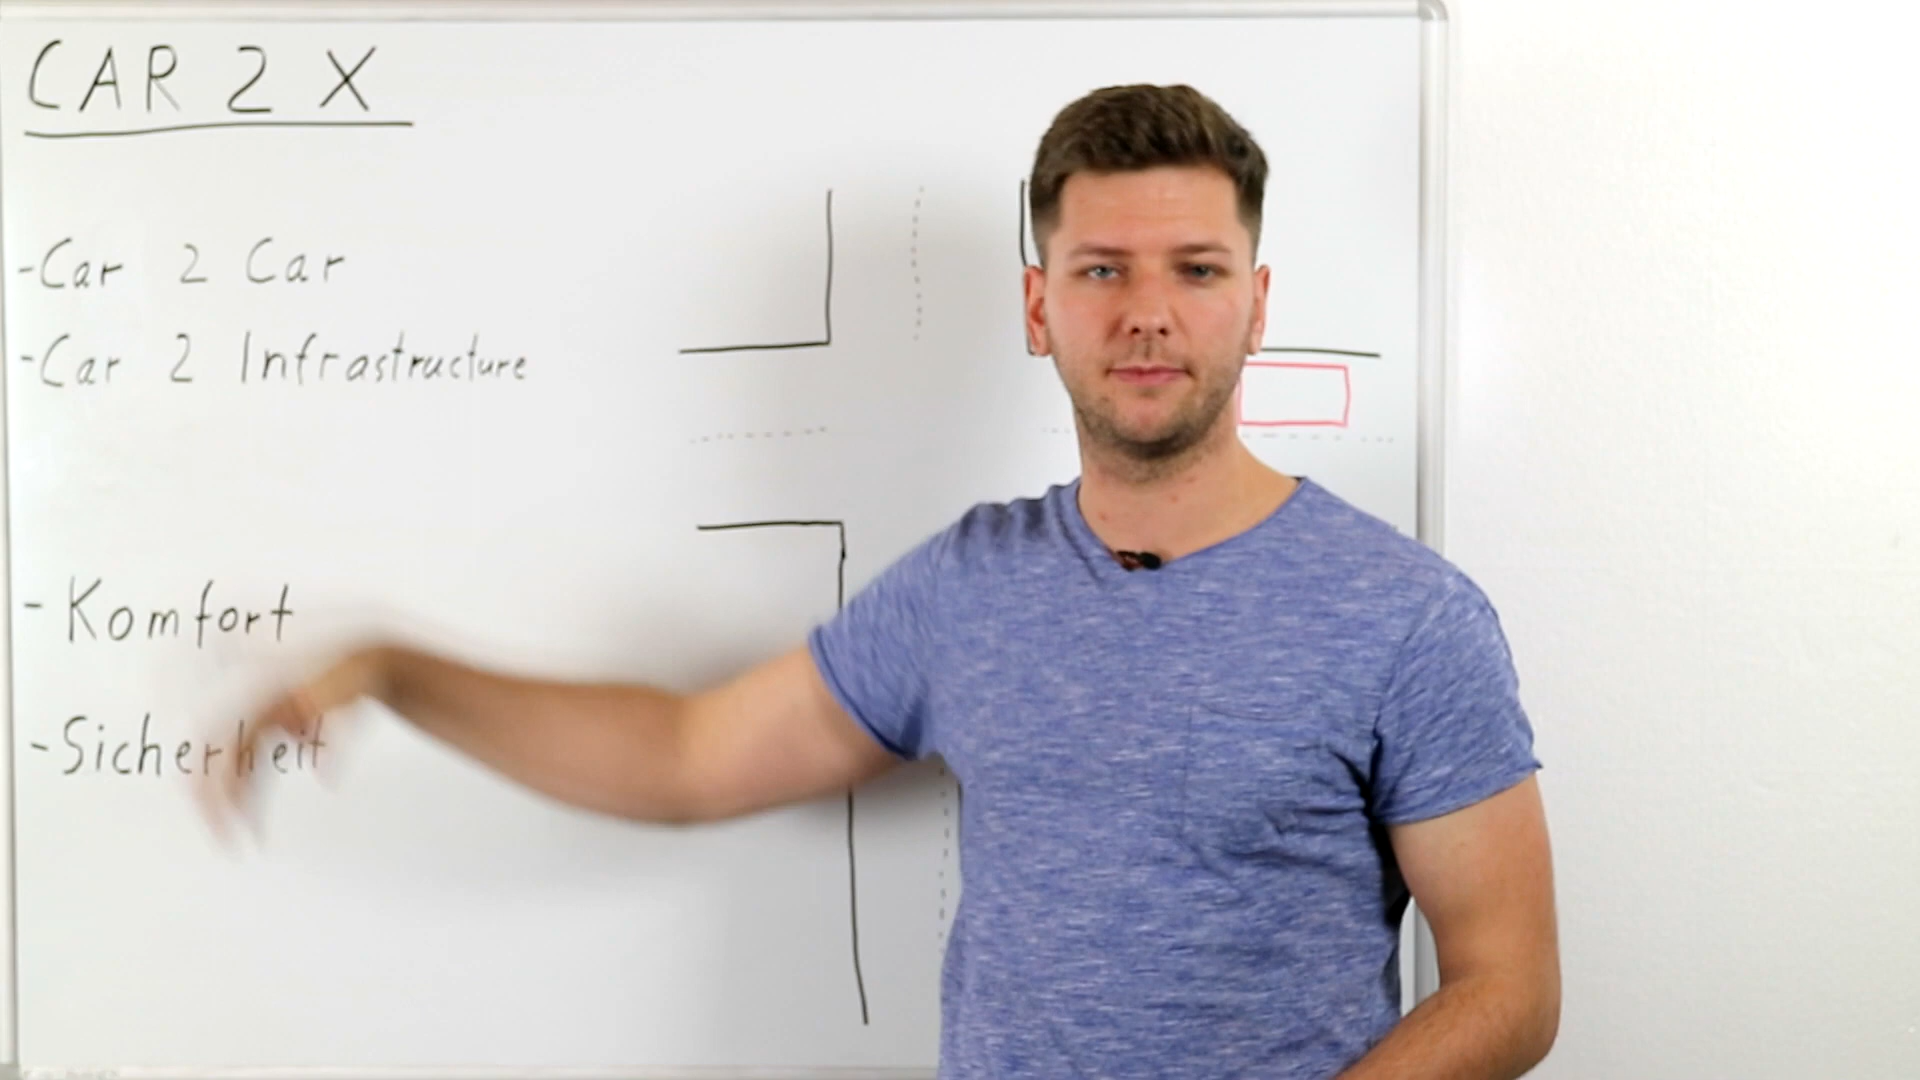 CAR 2 X
-Car 2 Car
-Car 2 Infrastructure
- Komfort
-Sicherheit